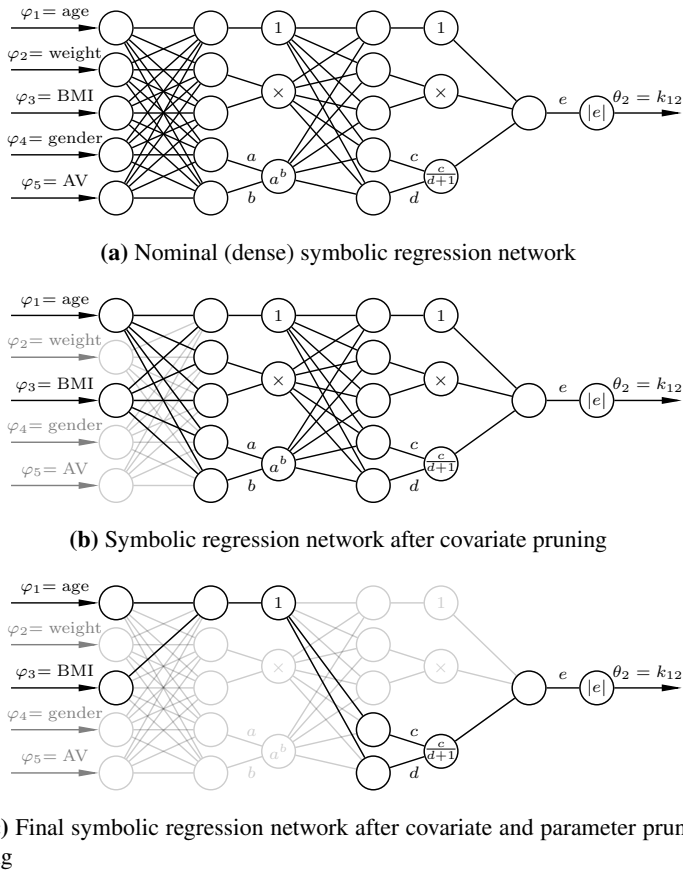 φ₁= age
1
1
φ₂= weight
×
×
φ₃= BMI
e
|e|
θ₂ = k₁₂
φ₄= gender
a
b
aᵇ
c
d
c/d+1
φ₅= AV
(a) Nominal (dense) symbolic regression network
φ₁= age
1
1
φ₂= weight
×
×
φ₃= BMI
e
|e|
θ₂ = k₁₂
φ₄= gender
a
b
aᵇ
c
d
c/d+1
φ₅= AV
(b) Symbolic regression network after covariate pruning
φ₁= age
1
1
φ₂= weight
×
×
φ₃= BMI
e
|e|
θ₂ = k₁₂
φ₄= gender
a
b
aᵇ
c
d
c/d+1
φ₅= AV
) Final symbolic regression network after covariate and parameter prun
g